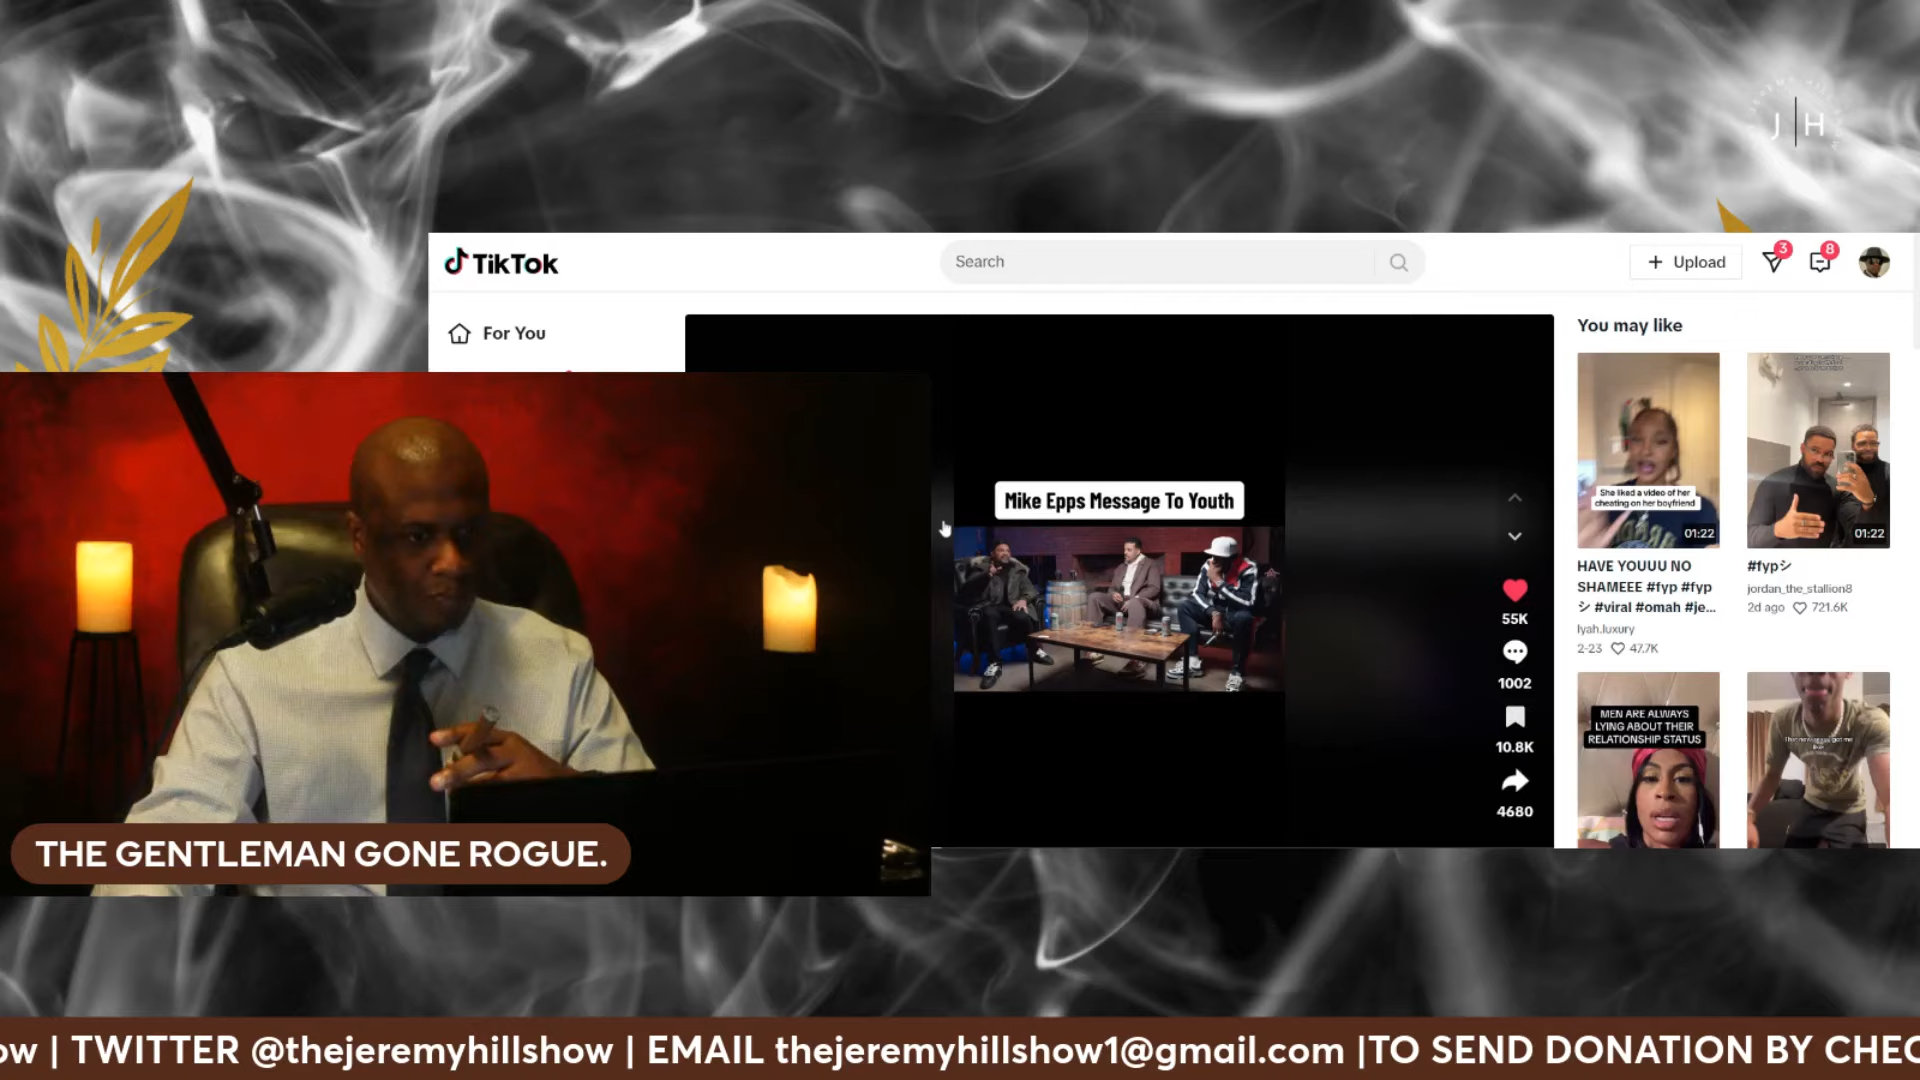 J | H
TikTok
Search
+ Upload
3
8
For You
You may like
Mike Epps Message To Youth
She liked a video of her
cheating on her boyfriend
01:22
01:22
HAVE YOUUU NO
SHAMEEE #fyp #fyp
シ #viral #omah #je...
lyah.luxury
2-23 47.7K
#fypシ
jordan_the_stallion8
2d ago 721.6K
55K
1002
10.8K
4680
MEN ARE ALWAYS
LYING ABOUT THEIR
RELATIONSHIP STATUS
THE GENTLEMAN GONE ROGUE.
ow | TWITTER @thejeremyhillshow | EMAIL thejeremyhillshow1@gmail.com |TO SEND DONATION BY CHEC